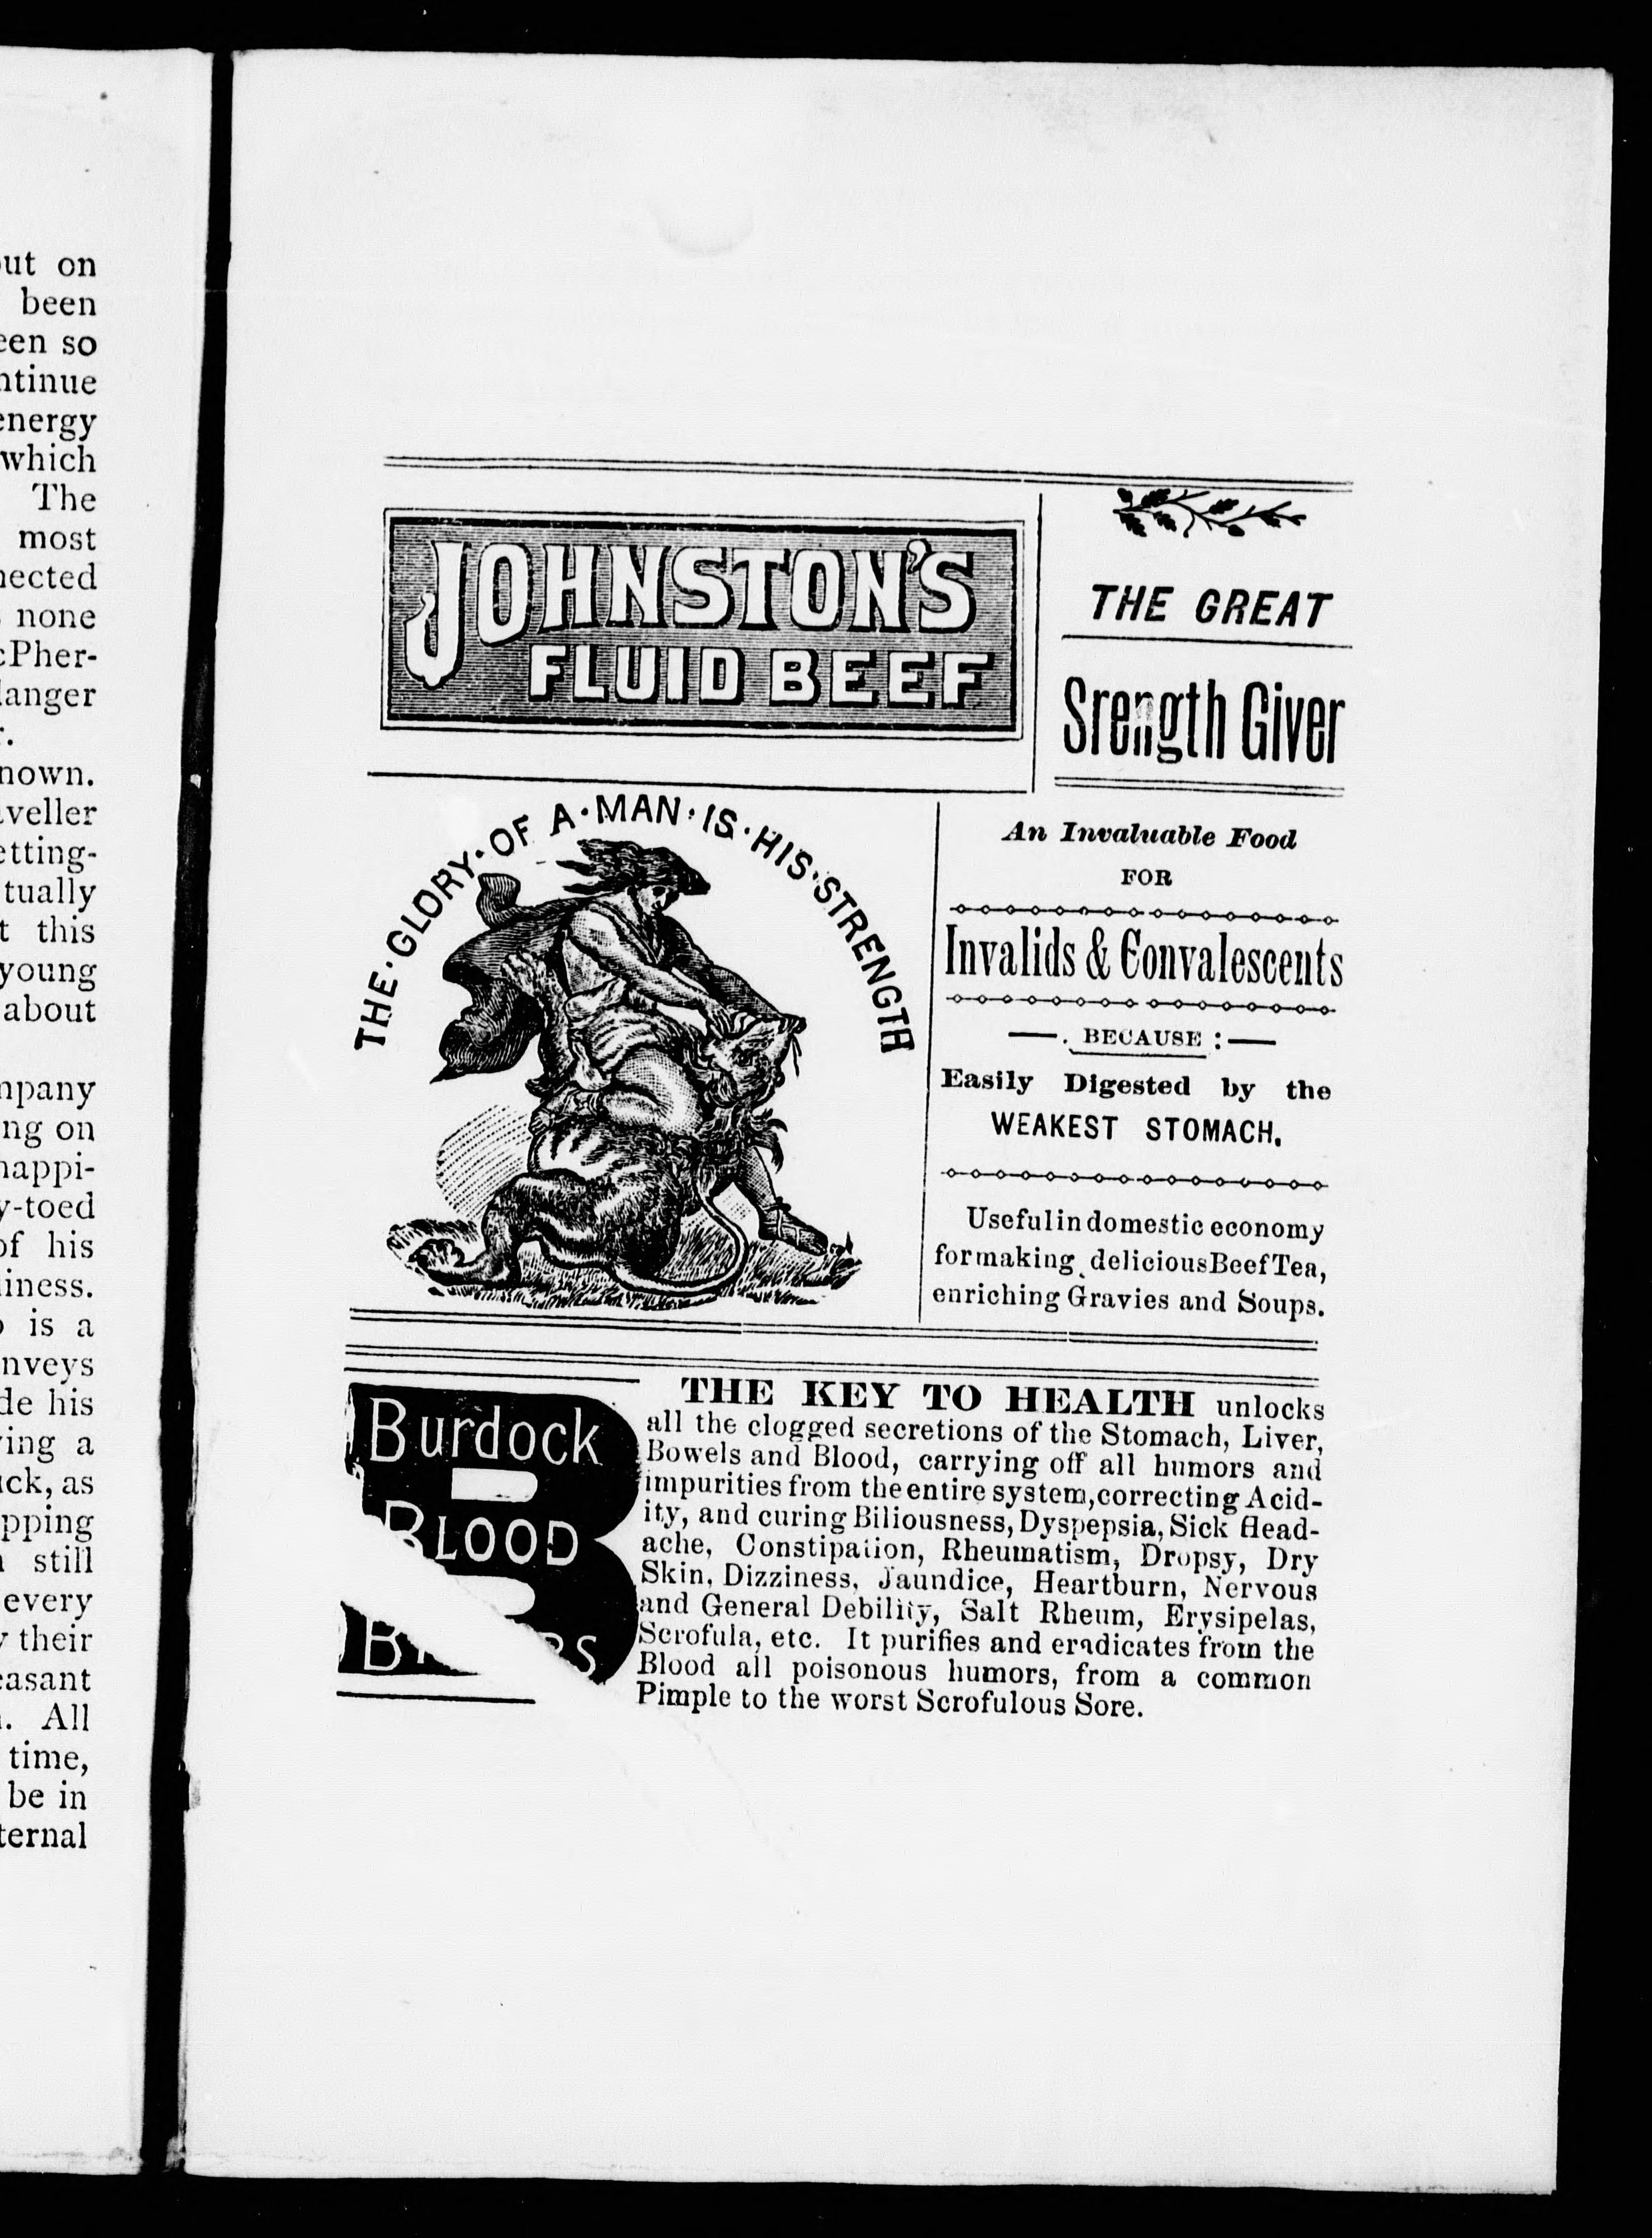 ut on
been
een so
ntinue
energy
which
The
most
nected
none
cPher-
langer
r.
nown.
aveller
etting-
tually
t this
young
about
mpany
ng on
happi-
y-toed
of his
iness.
is a
nveys
de his
ving a
ick, as
pping
still
every
y their
easant
. All
time,
be in
ternal
JOHNSTON'S
FLUID BEEF
THE GREAT
Srength Giver
THE · GLORY · OF A · MAN · IS · HIS · STRENGTH
An Invaluable Food
FOR
Invalids & Convalescents
BECAUSE :
Easily Digested by the
WEAKEST STOMACH.
Useful in domestic economy
for making delicious Beef Tea,
enriching Gravies and Soups.
Burdock
BLOOD
THE KEY TO HEALTH unlocks
all the clogged secretions of the Stomach, Liver,
Bowels and Blood, carrying off all humors and
impurities from the entire system, correcting Acid-
ity, and curing Biliousness, Dyspepsia, Sick Head-
ache, Constipation, Rheumatism, Dropsy, Dry
Skin, Dizziness, Jaundice, Heartburn, Nervous
and General Debility, Salt Rheum, Erysipelas,
Scrofula, etc. It purifies and eradicates from the
Blood all poisonous humors, from a common
Pimple to the worst Scrofulous Sore.